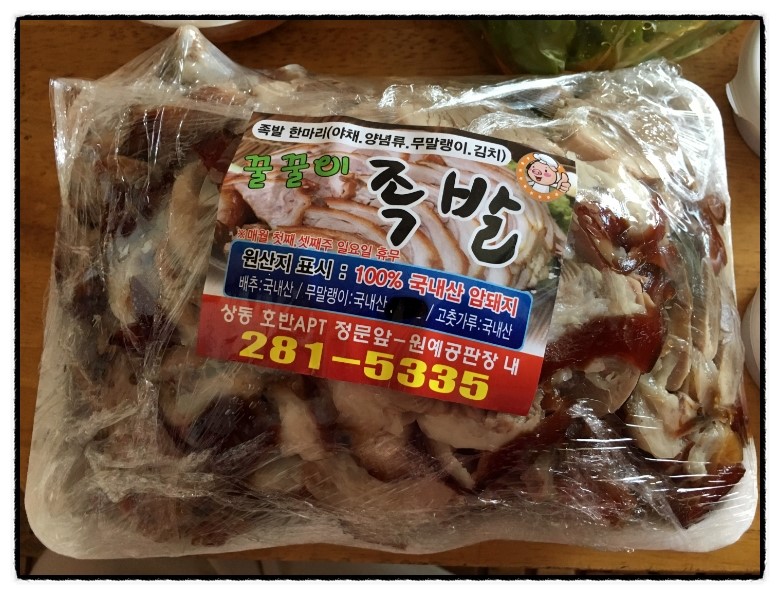 족발 한마리(야채.양념류.무말랭이.김치)
꿀꿀이
족발
※매월 첫째.셋째주 일요일 휴무
원산지 표시 : 100% 국내산 암돼지
배추:국내산 / 무말랭이:국내산 / 고춧가루:국내산
상동 호반APT 정문앞-원예공판장 내
281-5335